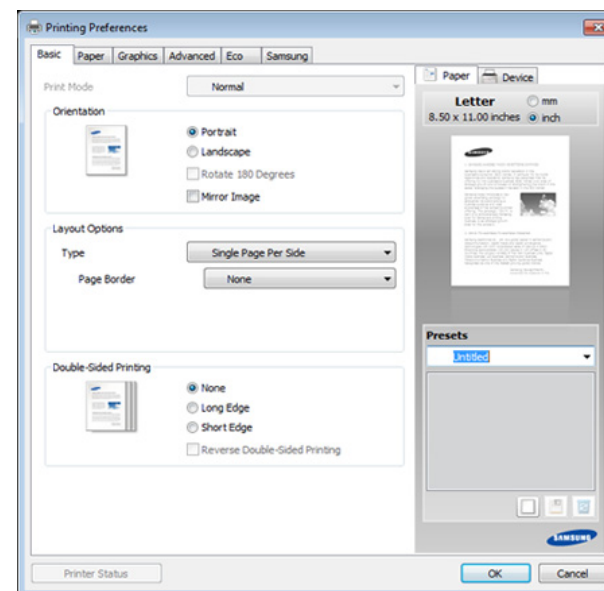 Printing Preferences
Basic Paper Graphics Advanced Eco Samsung
Print Mode Normal
Orientation
Portrait
Landscape
Rotate 180 Degrees
Mirror Image
Layout Options
Type Single Page Per Side
Page Border None
Double-Sided Printing
None
Long Edge
Short Edge
Reverse Double-Sided Printing
Printer Status
Paper Device
Letter mm
8.50 x 11.00 inches inch
SAMSUNG
Presets
Untitled
SAMSUNG
OK Cancel